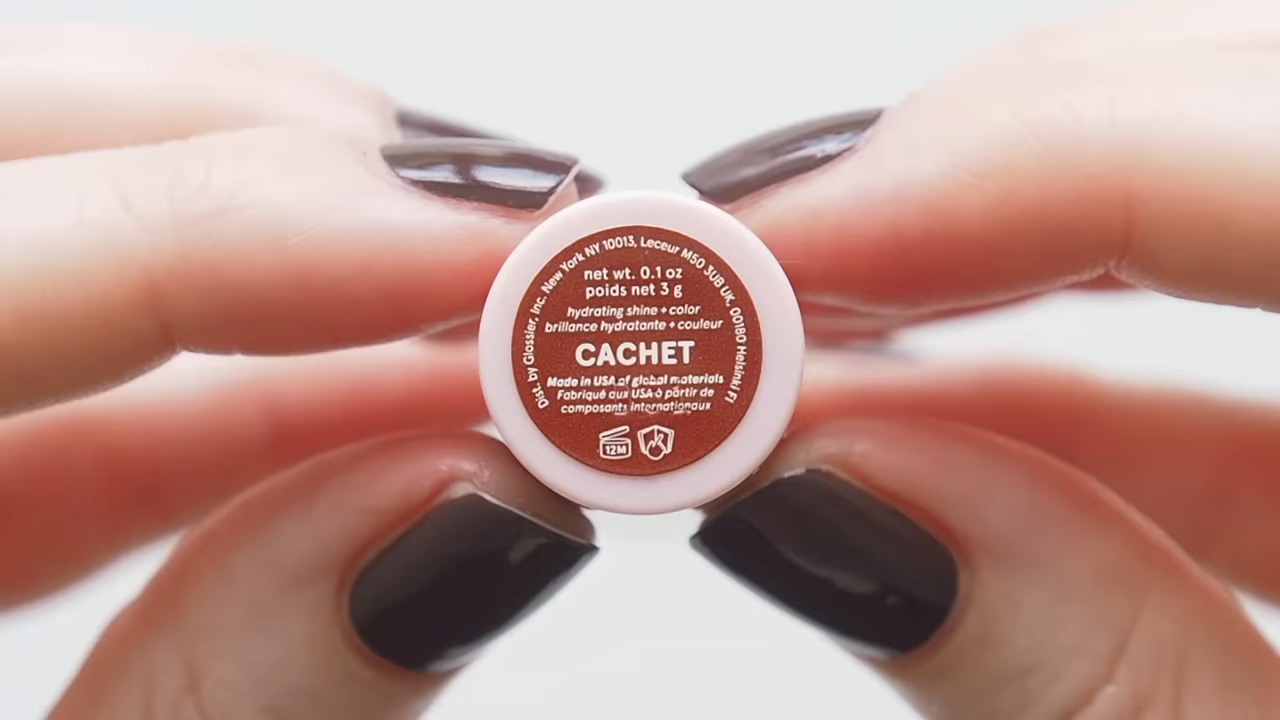 Dist. by Glossier, Inc. New York NY 10013, Leceur M50 3UB UK, 00180 Helsinki FI
net wt. 0.1 oz
poids net 3 g
hydrating shine + color
brillance hydratante + couleur
CACHET
Made in USA of global materials
Fabriqué aux USA à partir de
composants internationaux
12M